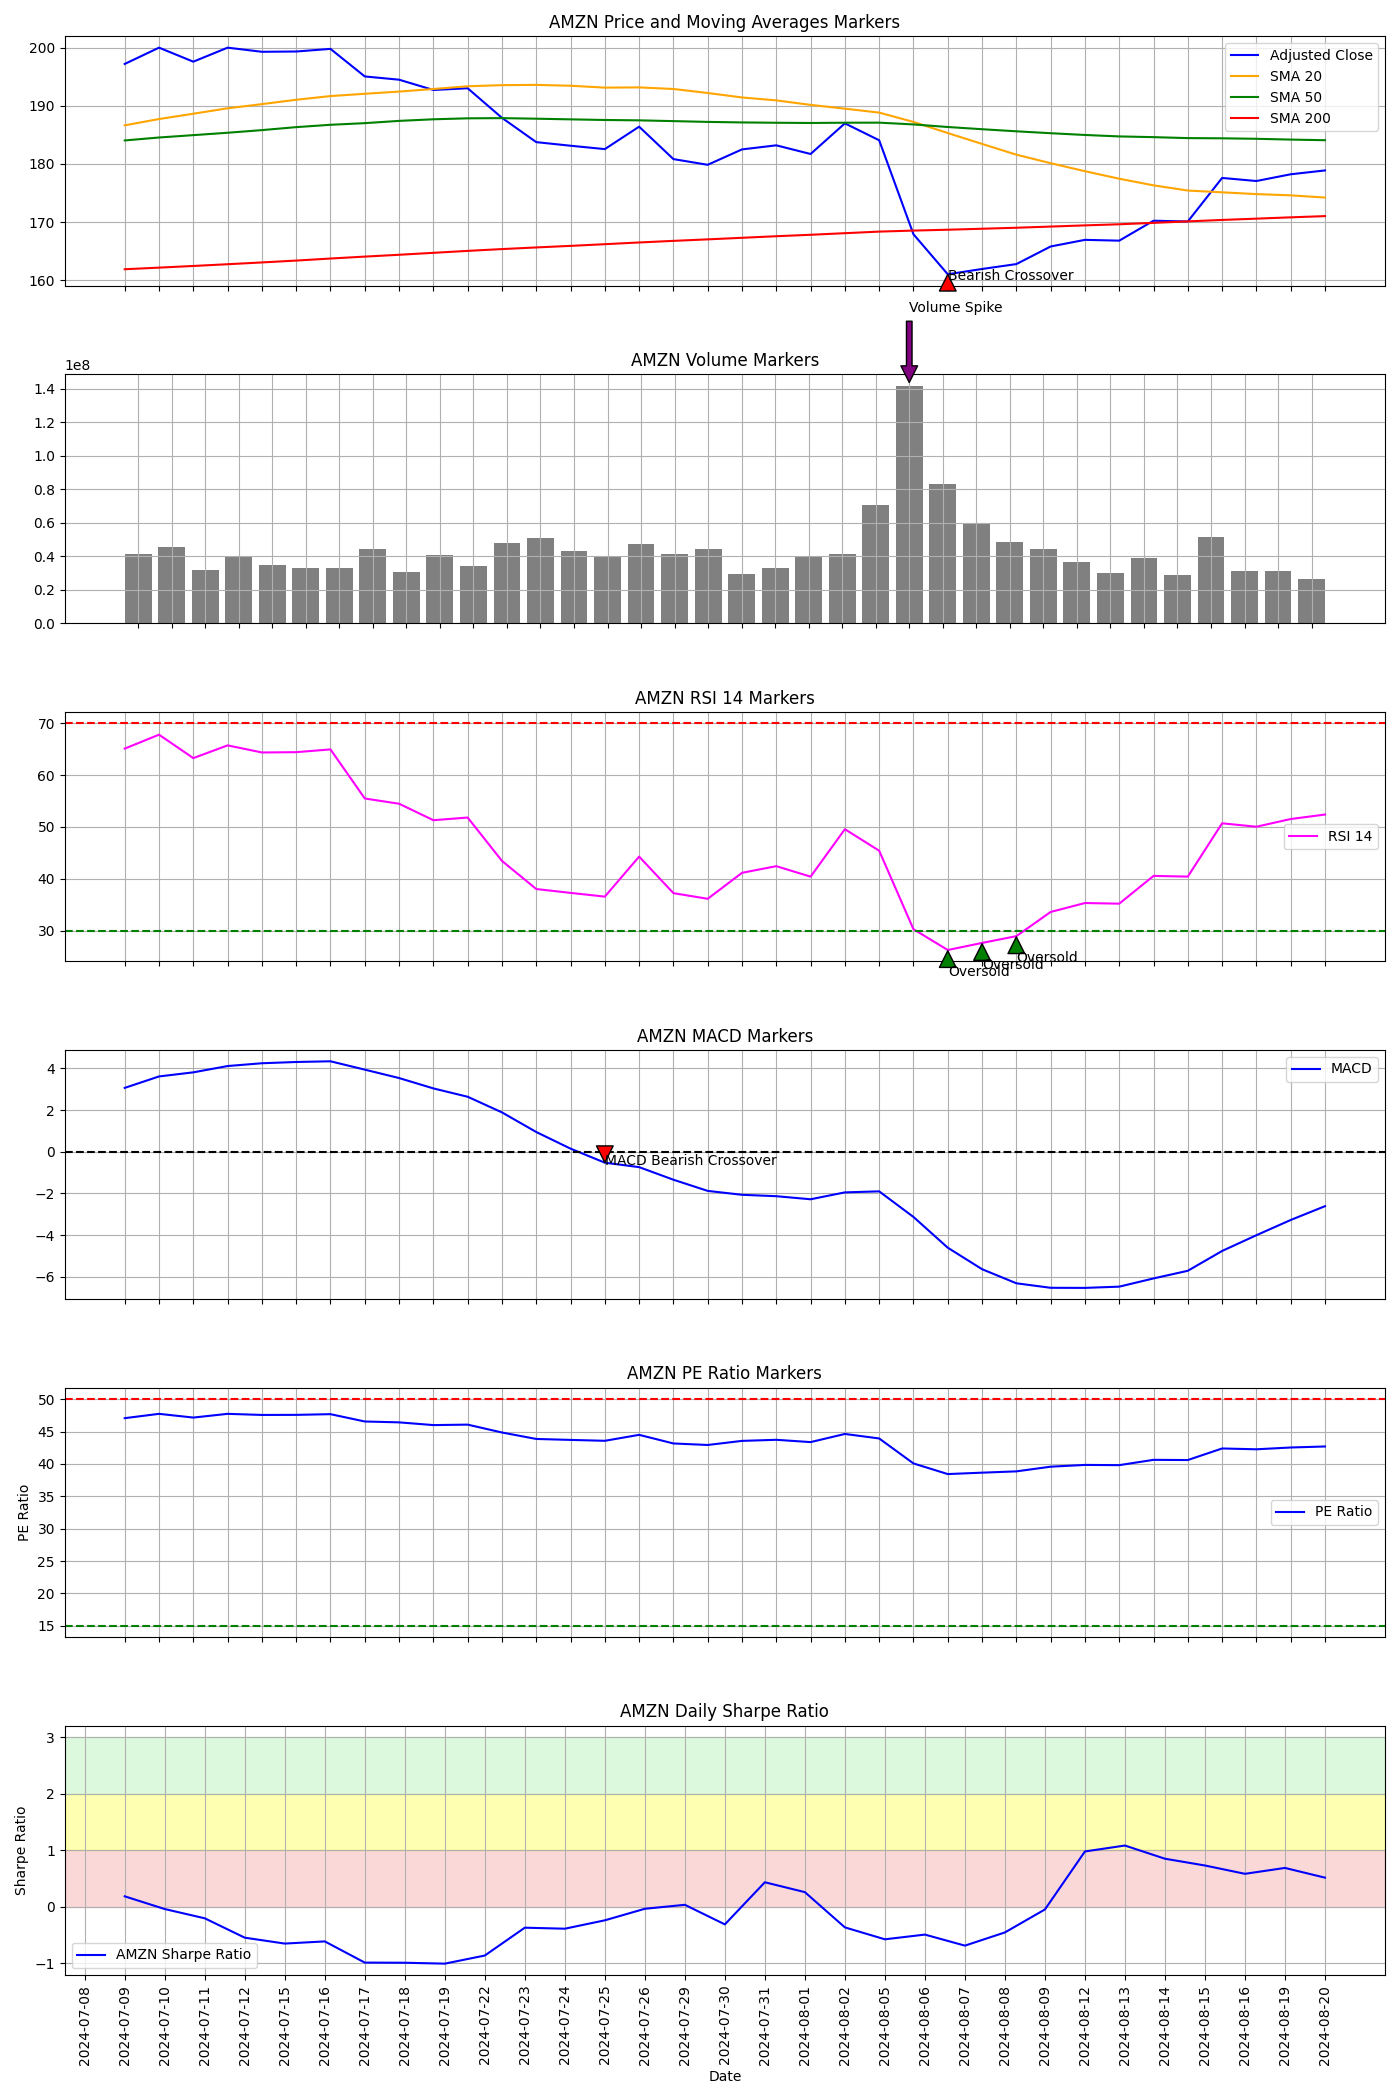 AMZN Price and Moving Averages Markers
200
190
180
170
160
Adjusted Close
SMA 20
SMA 50
SMA 200
Bearish Crossover
Volume Spike
AMZN Volume Markers
1e8
1.4
1.2
1.0
0.8
0.6
0.4
0.2
0.0
AMZN RSI 14 Markers
70
60
50
40
30
RSI 14
Oversold
Oversold
Oversold
AMZN MACD Markers
4
2
0
−2
−4
−6
MACD
MACD Bearish Crossover
AMZN PE Ratio Markers
PE Ratio
50
45
40
35
30
25
20
15
PE Ratio
AMZN Daily Sharpe Ratio
Sharpe Ratio
3
2
1
0
−1
AMZN Sharpe Ratio
2024-07-08
2024-07-09
2024-07-10
2024-07-11
2024-07-12
2024-07-15
2024-07-16
2024-07-17
2024-07-18
2024-07-19
2024-07-22
2024-07-23
2024-07-24
2024-07-25
2024-07-26
2024-07-29
2024-07-30
2024-07-31
2024-08-01
2024-08-02
2024-08-05
2024-08-06
2024-08-07
2024-08-08
2024-08-09
2024-08-12
2024-08-13
2024-08-14
2024-08-15
2024-08-16
2024-08-19
2024-08-20
Date